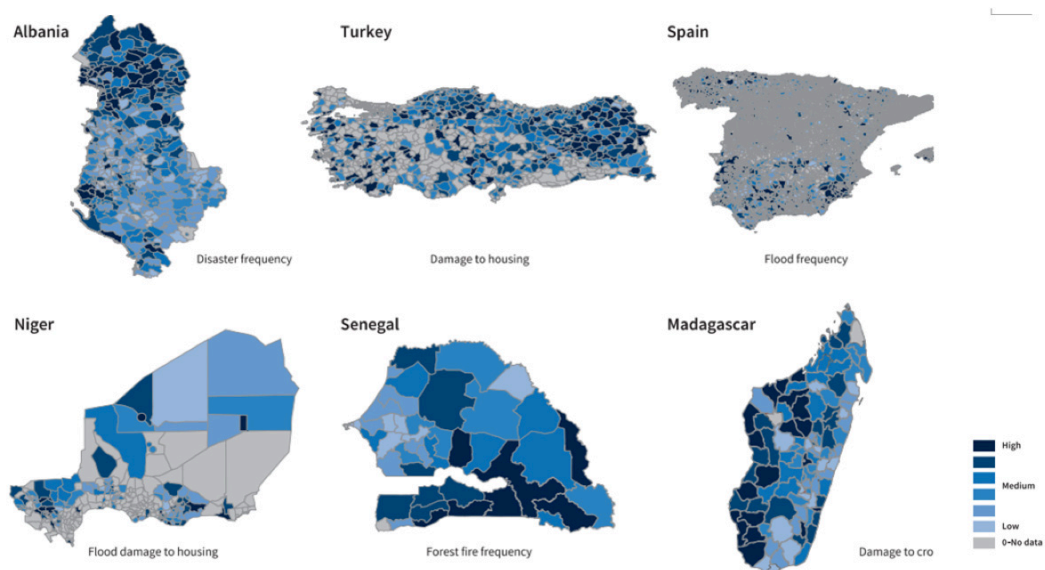 Albania
Turkey
Spain
Disaster frequency
Damage to housing
Flood frequency
Niger
Senegal
Madagascar
High
Medium
Low
0-No data
Flood damage to housing
Forest fire frequency
Damage to cro